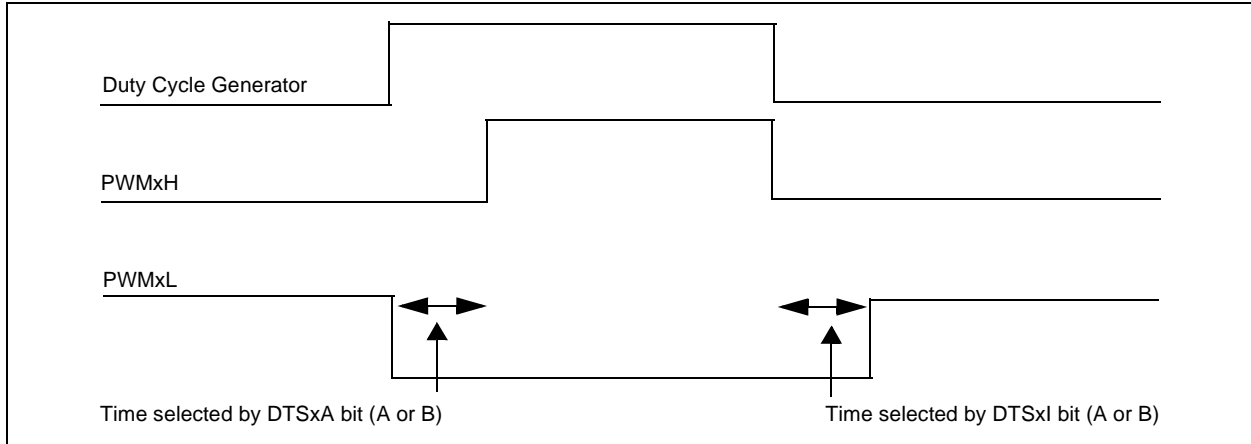 Duty Cycle Generator
PWMxH
PWMxL
Time selected by DTSxA bit (A or B)
Time selected by DTSxI bit (A or B)